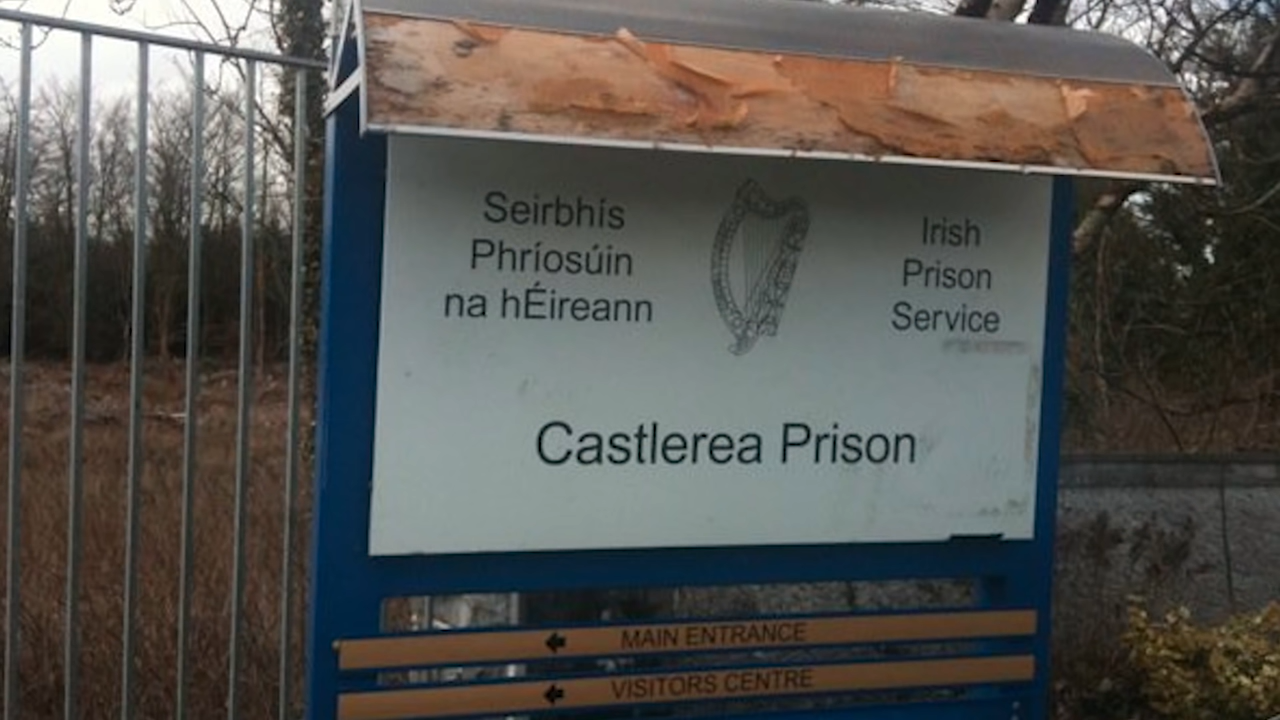 Seirbhís
Phríosúin
na hÉireann
Irish
Prison
Service
Castlerea Prison
MAIN ENTRANCE
VISITORS CENTRE